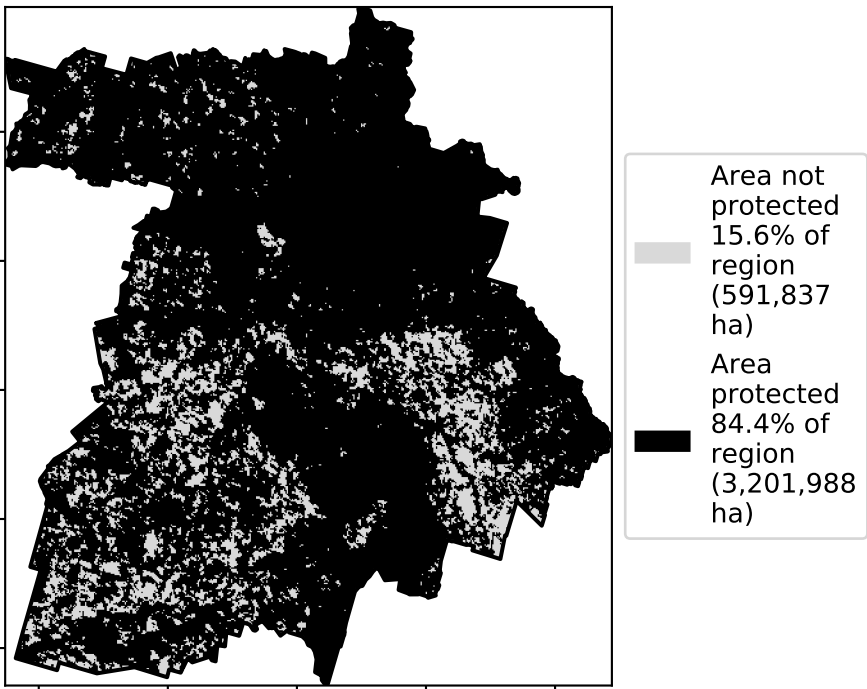 Area not
protected
15.6% of
region
(591,837
ha)
Area
protected
84.4% of
region
(3,201,988
ha)